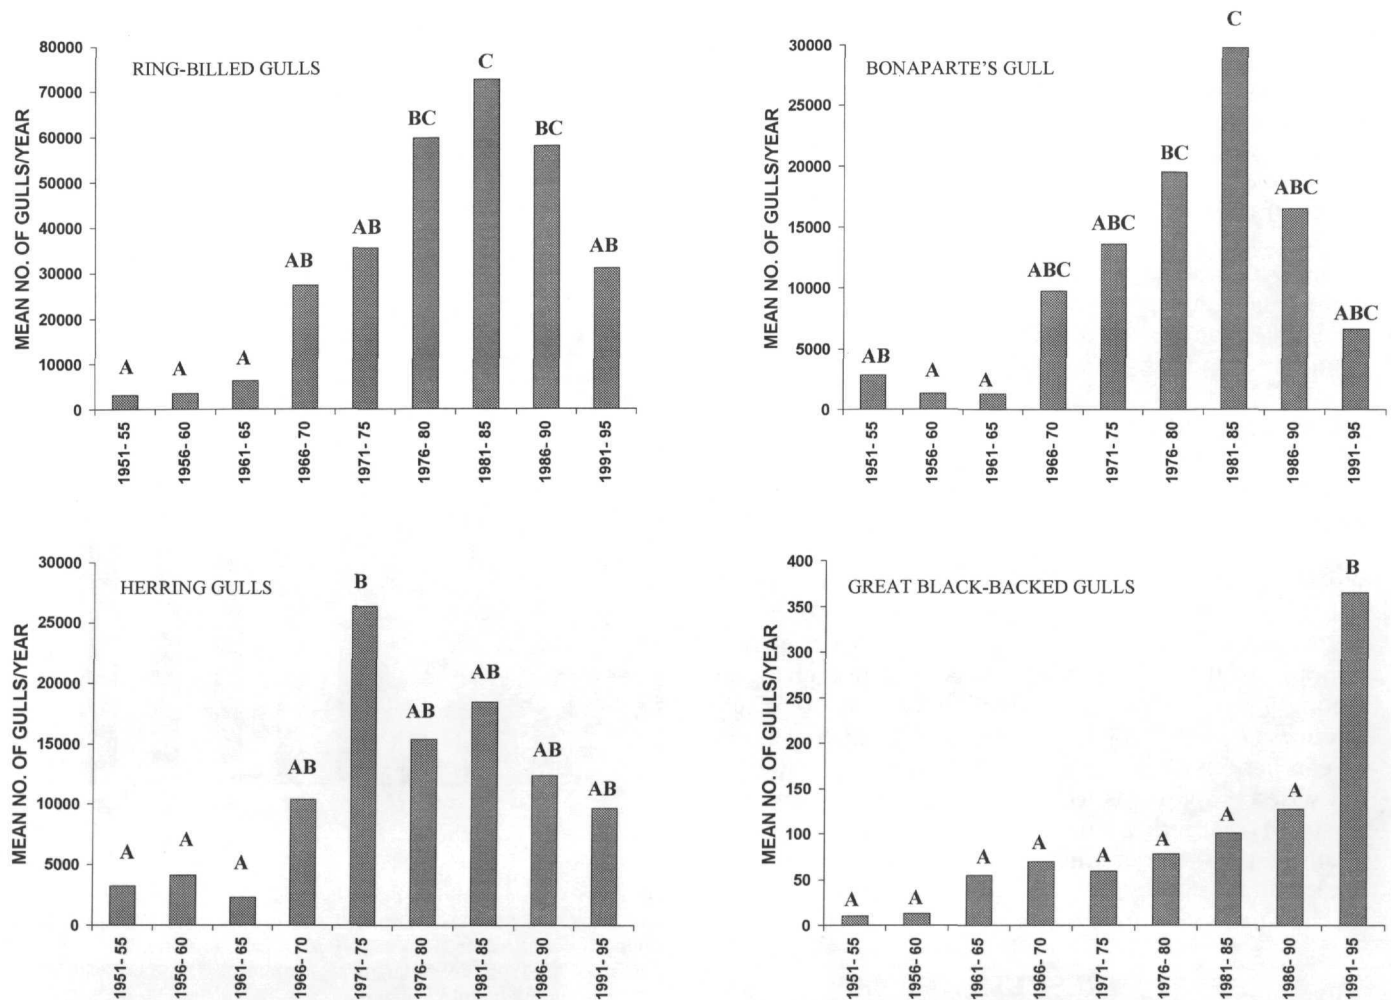 RING-BILLED GULLS
MEAN NO. OF GULLS/YEAR
80000
70000
60000
50000
40000
30000
20000
10000
0
A
A
A
AB
AB
BC
C
BC
AB
1951- 55
1956- 60
1961- 65
1966- 70
1971- 75
1976- 80
1981- 85
1986- 90
1991- 95
BONAPARTE'S GULL
MEAN NO. OF GULLS/YEAR
30000
25000
20000
15000
10000
5000
0
AB
A
A
ABC
ABC
BC
C
ABC
ABC
1951- 55
1956- 60
1961- 65
1966- 70
1971- 75
1976- 80
1981- 85
1986- 90
1991- 95
HERRING GULLS
MEAN NO. OF GULLS/YEAR
30000
25000
20000
15000
10000
5000
0
A
A
A
AB
B
AB
AB
AB
AB
1951- 55
1956- 60
1961- 65
1966- 70
1971- 75
1976- 80
1981- 85
1986- 90
1991- 95
GREAT BLACK-BACKED GULLS
MEAN NO. OF GULLS/YEAR
400
350
300
250
200
150
100
50
0
A
A
A
A
A
A
A
A
B
1951- 55
1956- 60
1961- 65
1966- 70
1971- 75
1976- 80
1981- 85
1986- 90
1991- 95